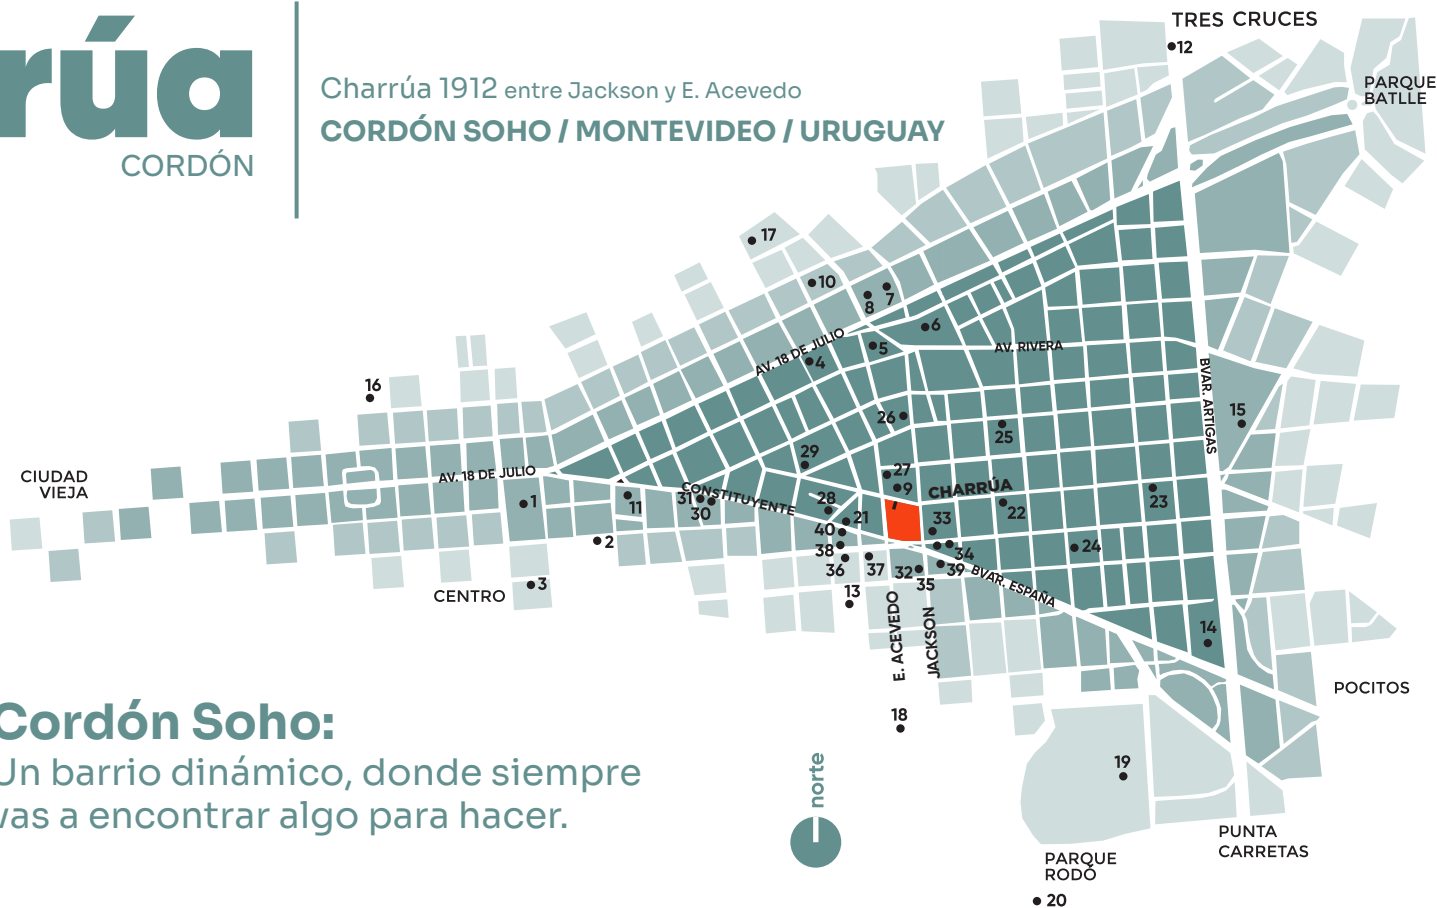 rúa
CORDÓN
Charrúa 1912 entre Jackson y E. Acevedo
CORDÓN SOHO / MONTEVIDEO / URUGUAY
TRES CRUCES
12
PARQUE
BATLLE
17
10
8
7
6
5
4
AV. 18 DE JULIO
AV. RIVERA
BVAR. ARTIGAS
16
15
26
25
29
27
9
CHARRÚA
CIUDAD
VIEJA
AV. 18 DE JULIO
1
11
31
30
CONSTITUYENTE
28
21
40
38
36
37
33
22
23
24
34
39
32
35
BVAR. ESPAÑA
2
3
CENTRO
13
E. ACEVEDO
JACKSON
14
POCITOS
18
19
Cordón Soho:
Un barrio dinámico, donde siempre
vas a encontrar algo para hacer.
norte
PUNTA
CARRETAS
PARQUE
RODÓ
20